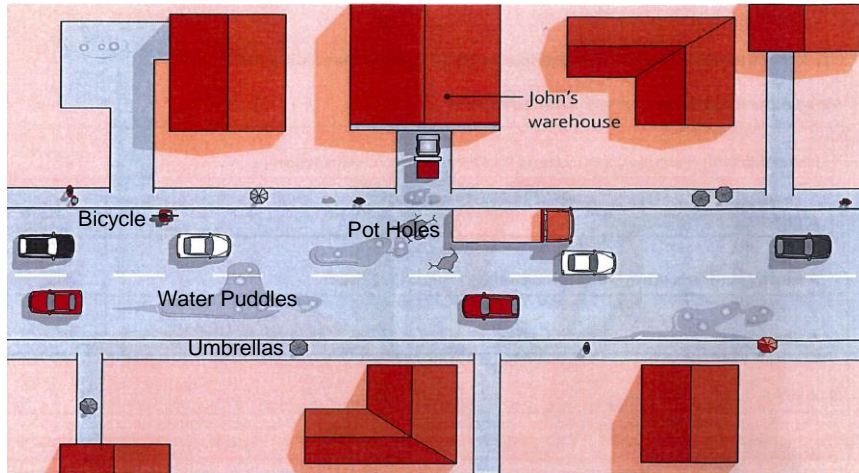 John's
warehouse
Bicycle
Pot Holes
Water Puddles
Umbrellas